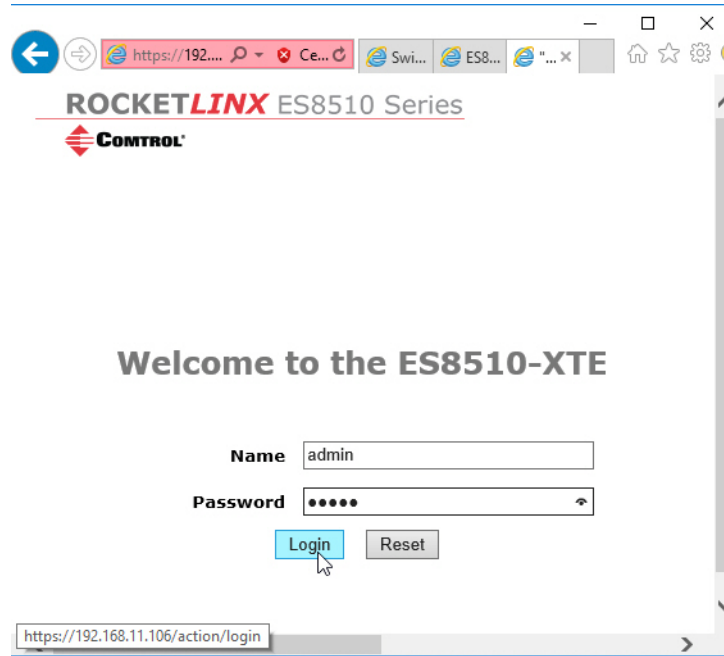 https://192.... Ce... Swi... ES8... "...
ROCKETLINX ES8510 Series
COMTROL
Welcome to the ES8510-XTE
Name admin
Password •••••
Login Reset
https://192.168.11.106/action/login